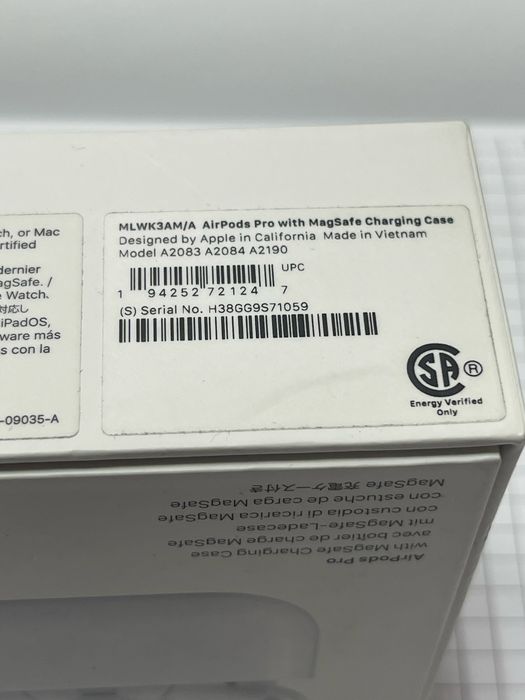 ch, or Mac
rtified
dernier
agSafe. /
e Watch.
対応し
iPadOS,
ware más
s con la
-09035-A
MLWK3AM/A AirPods Pro with MagSafe Charging Case
Designed by Apple in California Made in Vietnam
Model A2083 A2084 A2190
UPC
1 94252 72124 7
(S) Serial No. H38GG9S71059
SA ®
Energy Verified
Only
AirPods Pro
with MagSafe Charging Case
avec boîtier de charge MagSafe
mit MagSafe-Ladecase
con custodia di ricarica MagSafe
con estuche de carga MagSafe
MagSafe 充電ケース付き